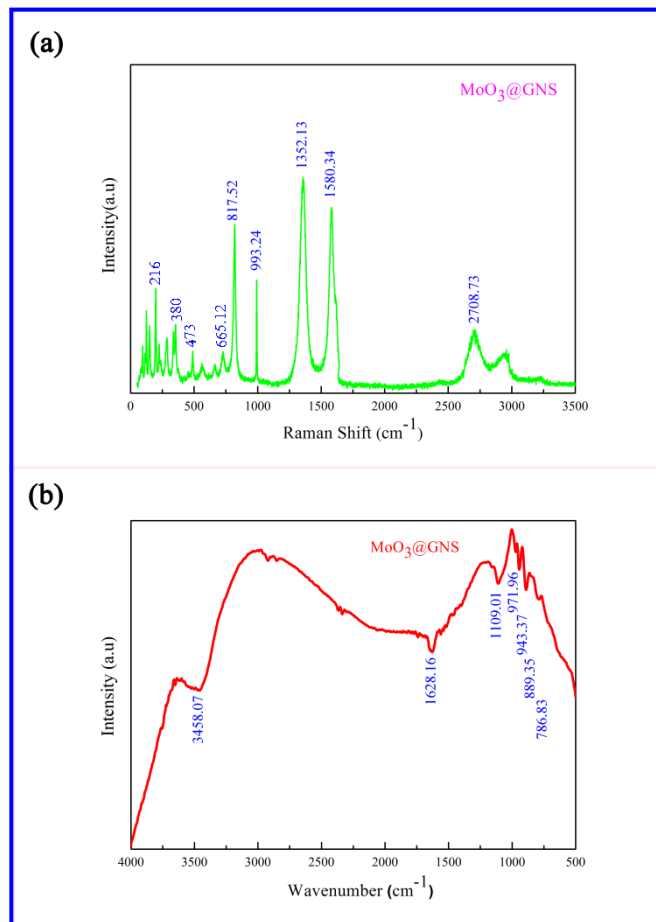 (a)
MoO3@GNS
1352.13
1580.34
817.52
993.24
216
380
473
665.12
2708.73
Intensity(a.u)
0 500 1000 1500 2000 2500 3000 3500
Raman Shift (cm-1)
(b)
MoO3@GNS
1109.01
971.96
943.37
889.35
786.83
1628.16
3458.07
Intensity (a.u)
4000 3500 3000 2500 2000 1500 1000 500
Wavenumber (cm-1)